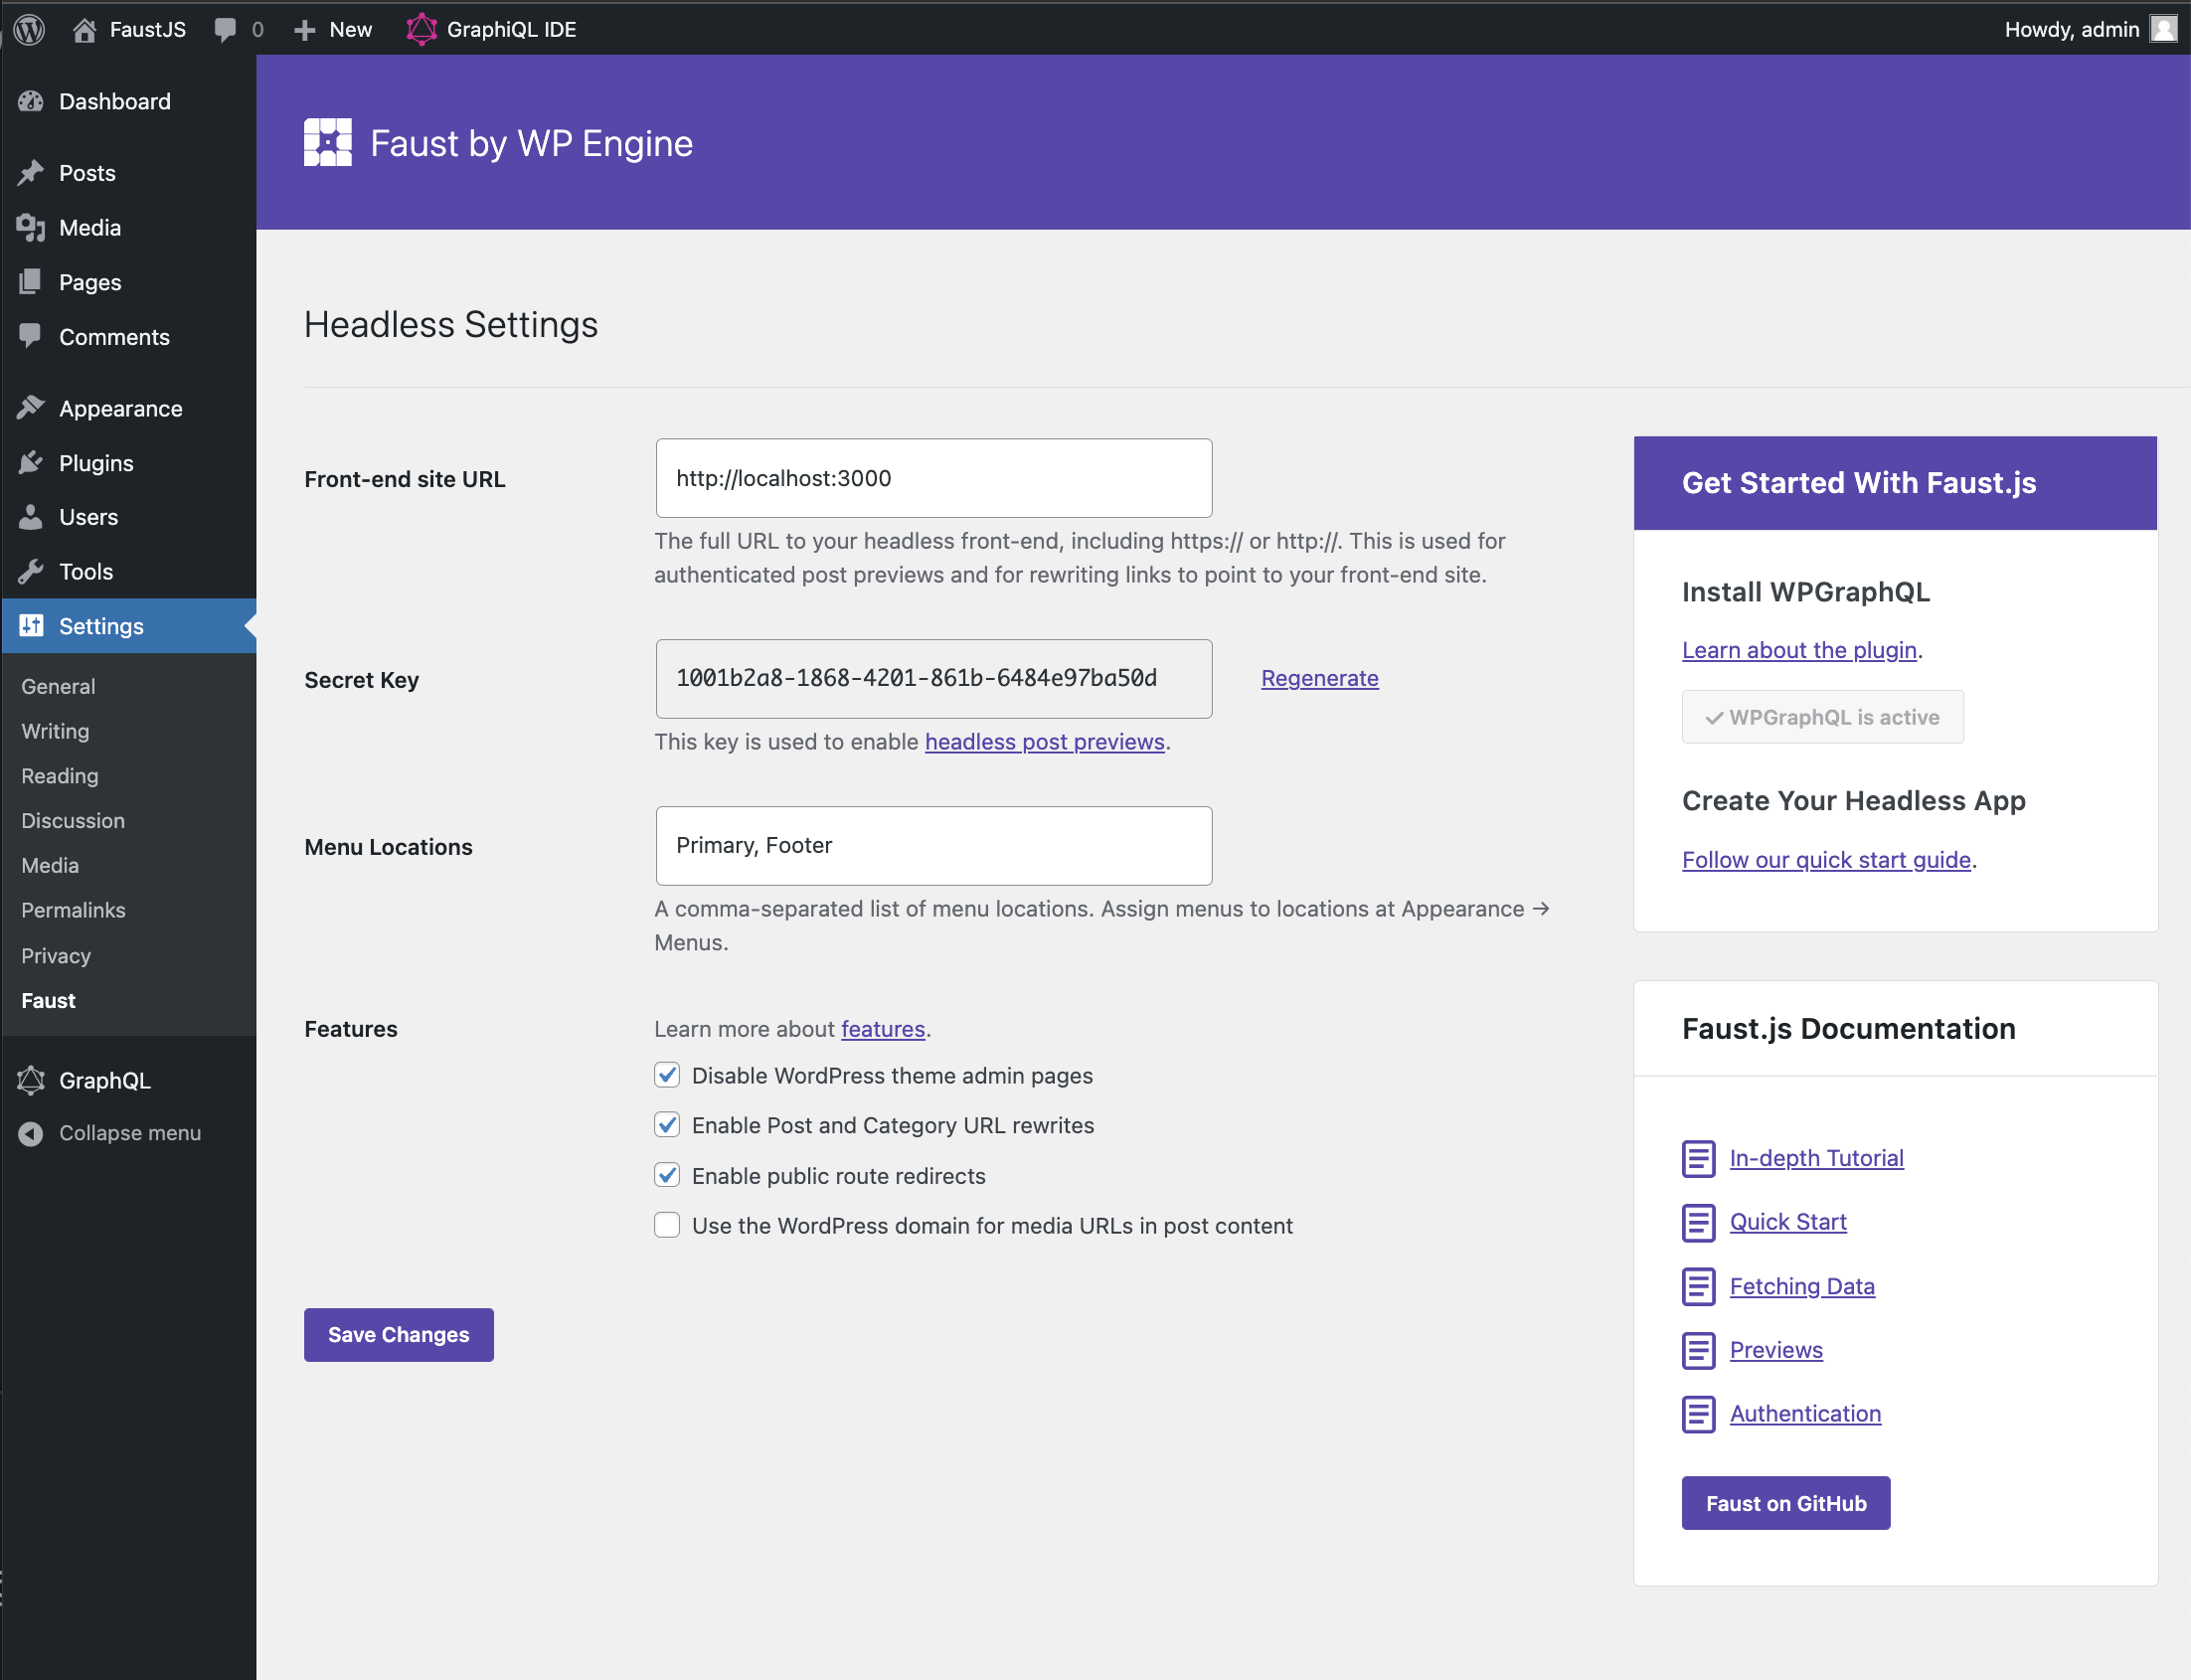 FaustJS
0
New
GraphiQL IDE
Howdy, admin
Dashboard
Posts
Media
Pages
Comments
Appearance
Plugins
Users
Tools
Settings
General
Writing
Reading
Discussion
Media
Permalinks
Privacy
Faust
GraphQL
Collapse menu
Faust by WP Engine
Headless Settings
Front-end site URL
http://localhost:3000
The full URL to your headless front-end, including https:// or http://. This is used for
authenticated post previews and for rewriting links to point to your front-end site.
Secret Key
1001b2a8-1868-4201-861b-6484e97ba50d
Regenerate
This key is used to enable headless post previews.
Menu Locations
Primary, Footer
A comma-separated list of menu locations. Assign menus to locations at Appearance →
Menus.
Features
Learn more about features.
Disable WordPress theme admin pages
Enable Post and Category URL rewrites
Enable public route redirects
Use the WordPress domain for media URLs in post content
Save Changes
Get Started With Faust.js
Install WPGraphQL
Learn about the plugin.
✓ WPGraphQL is active
Create Your Headless App
Follow our quick start guide.
Faust.js Documentation
In-depth Tutorial
Quick Start
Fetching Data
Previews
Authentication
Faust on GitHub